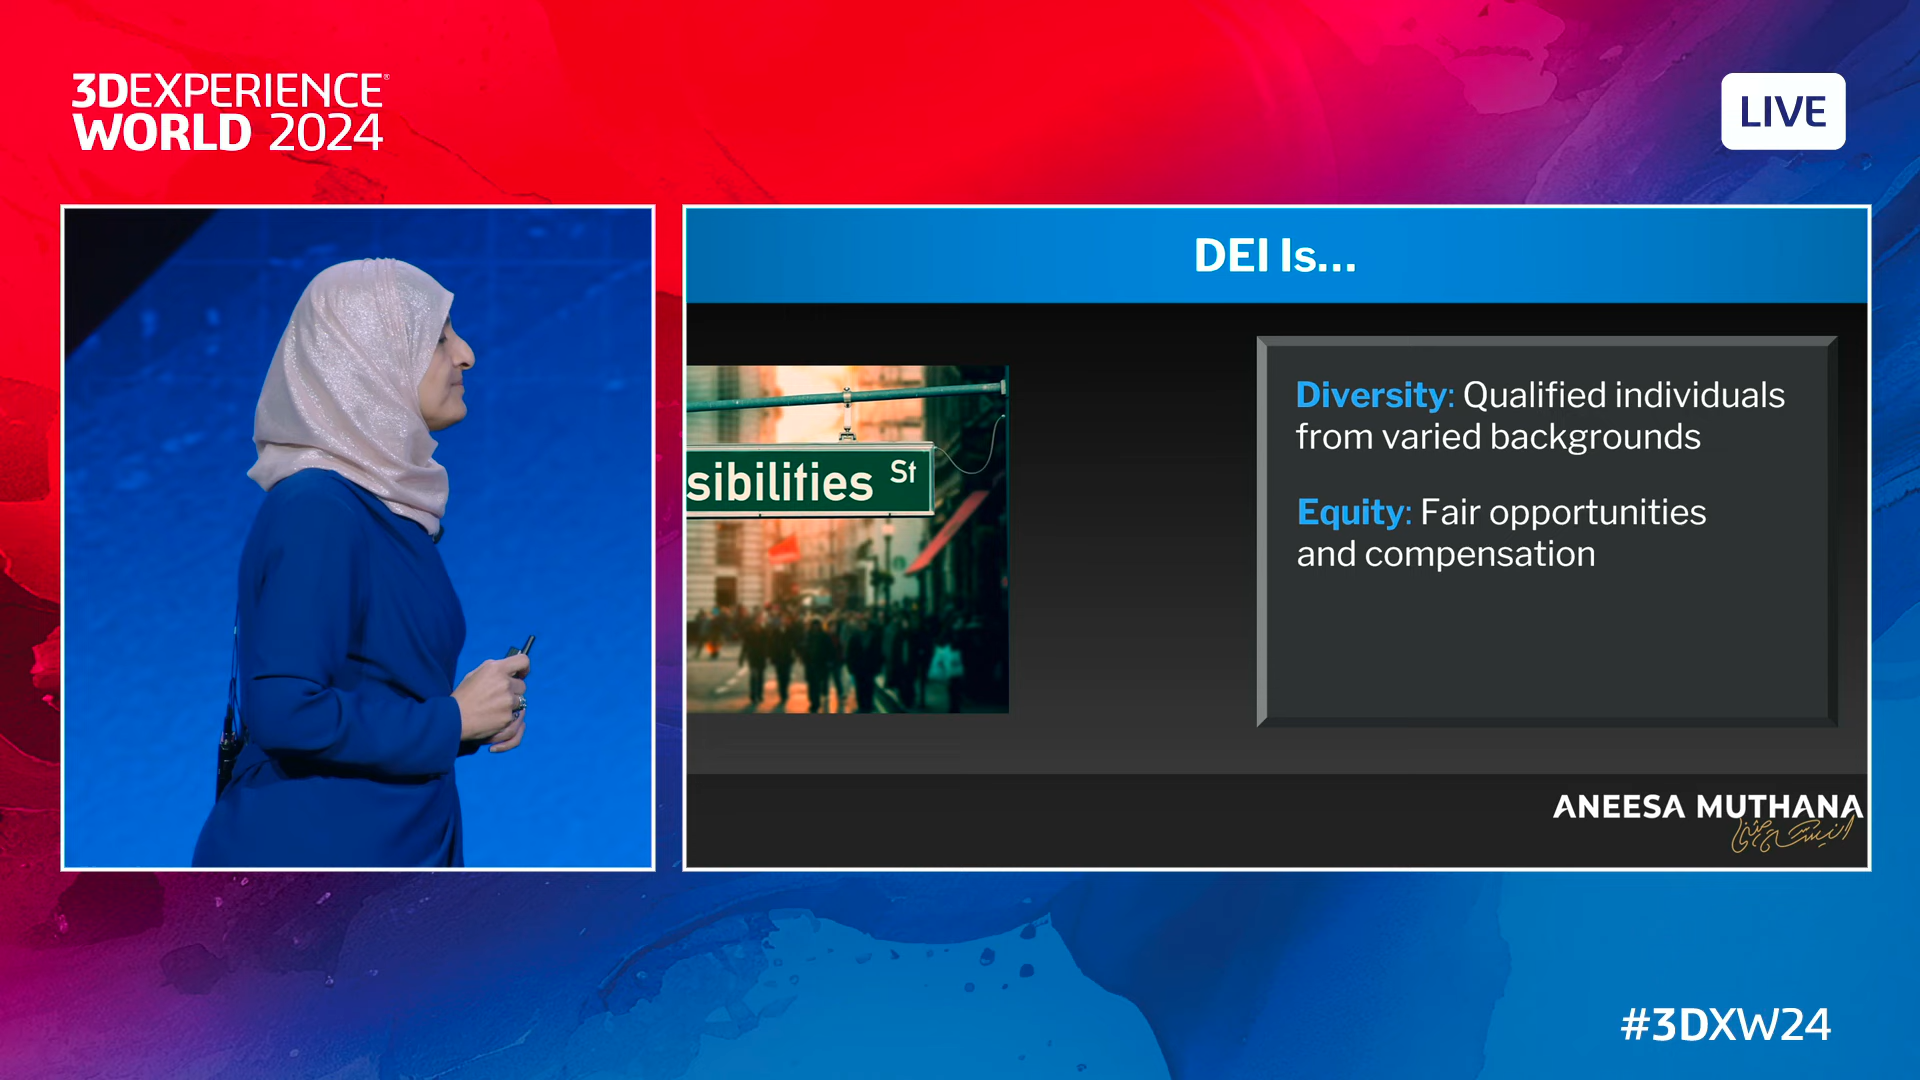 3DEXPERIENCE®
WORLD 2024
LIVE
DEI Is...
sibilities St
Diversity: Qualified individuals
from varied backgrounds
Equity: Fair opportunities
and compensation
ANEESA MUTHANA
#3DXW24